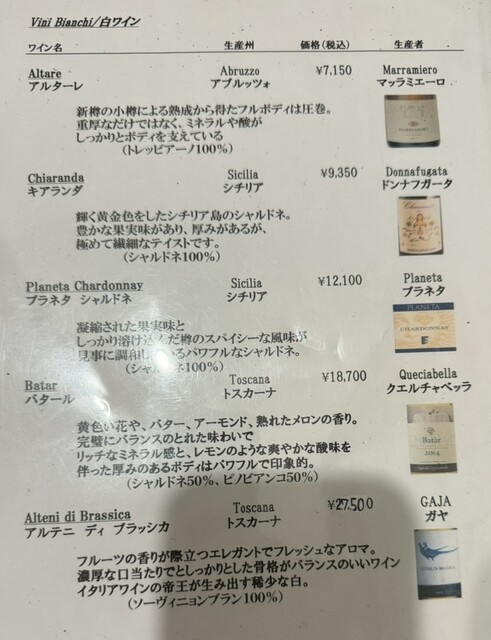 Vini Bianchi/白ワイン
ワイン名 生産州 価格(税込) 生産者
Altare Abruzzo ¥7,150 Marramiero
アルターレ アブルッツォ マッラミエーロ
新樽の小樽による熟成から得たフルボディは圧巻。
重厚なだけではなく、ミネラルや酸が
しっかりとボディを支えている
(トレッビアーノ100%)
Chiaranda Sicilia ¥9,350 Donnafugata
キアランダ シチリア ドンナフガータ
輝く黄金色をしたシチリア島のシャルドネ。
豊かな果実味があり、厚みがあるが、
極めて繊細なテイストです。
(シャルドネ100%)
Planeta Chardonnay Sicilia ¥12,100 Planeta
プラネタ シャルドネ シチリア プラネタ
PLANETA
CHARDONNAY
凝縮された果実味と
しっかり溶け込んだ樽のスパイシーな風味が
見事に調和しているパワフルなシャルドネ。
(シャルドネ100%)
Batar Toscana ¥18,700 Queciabella
バタール トスカーナ クエルチャベッラ
黄色い花や、バター、アーモンド、熟れたメロンの香り。
完璧にバランスのとれた味わいで
リッチなミネラル感と、レモンのような爽やかな酸味を
伴った厚みのあるボディはパワフルで印象的。
(シャルドネ50%、ピノビアンコ50%)
Batàr
2014
Alteni di Brassica Toscana ¥27,500 GAJA
アルテニ ディ ブラッシカ トスカーナ ガヤ
フルーツの香りが際立つエレガントでフレッシュなアロマ。
濃厚な口当たりでとしっかりとした骨格がバランスのいいワイン
イタリアワインの帝王が生み出す稀少な白。
(ソーヴィニョンブラン100%)